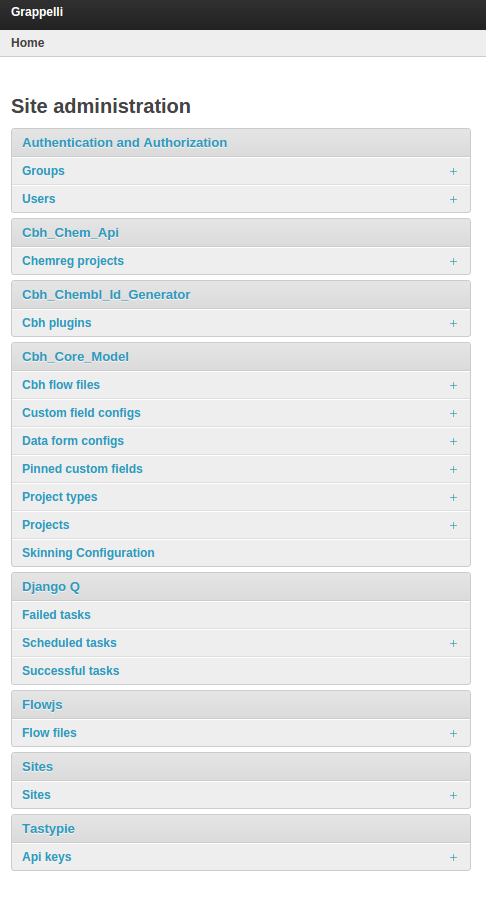 Grappelli
Home
Site administration
Authentication and Authorization
Groups +
Users +
Cbh_Chem_Api
Chemreg projects +
Cbh_Chembl_Id_Generator
Cbh plugins +
Cbh_Core_Model
Cbh flow files +
Custom field configs +
Data form configs +
Pinned custom fields +
Project types +
Projects +
Skinning Configuration
Django Q
Failed tasks
Scheduled tasks +
Successful tasks
Flowjs
Flow files +
Sites
Sites +
Tastypie
Api keys +